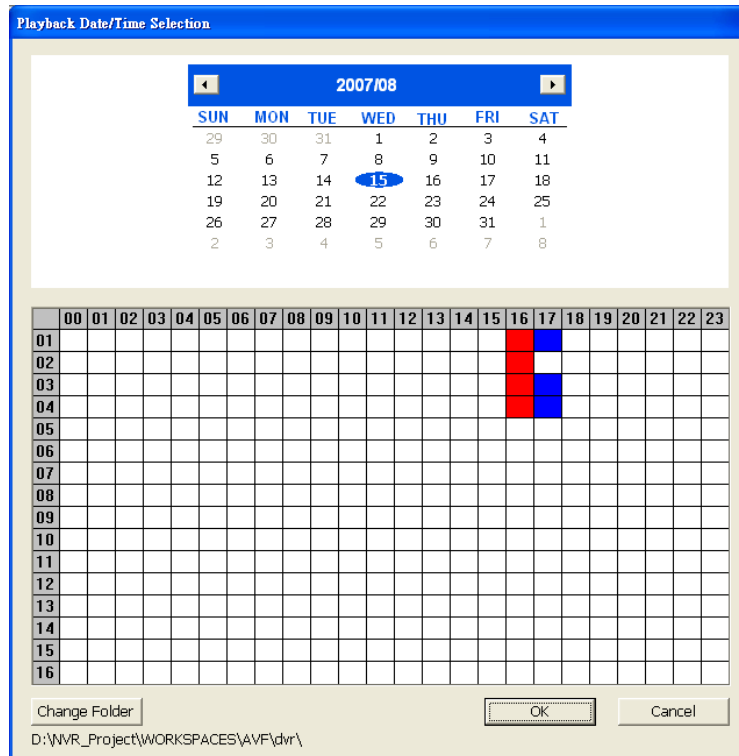 Playback Date/Time Selection
2007/08
SUN MON TUE WED THU FRI SAT
29 30 31 1 2 3 4
5 6 7 8 9 10 11
12 13 14 15 16 17 18
19 20 21 22 23 24 25
26 27 28 29 30 31 1
2 3 4 5 6 7 8
00 01 02 03 04 05 06 07 08 09 10 11 12 13 14 15 16 17 18 19 20 21 22 23
01
02
03
04
05
06
07
08
09
10
11
12
13
14
15
16
Change Folder OK Cancel
D:\NVR_Project\WORKSPACES\AVF\dvr\